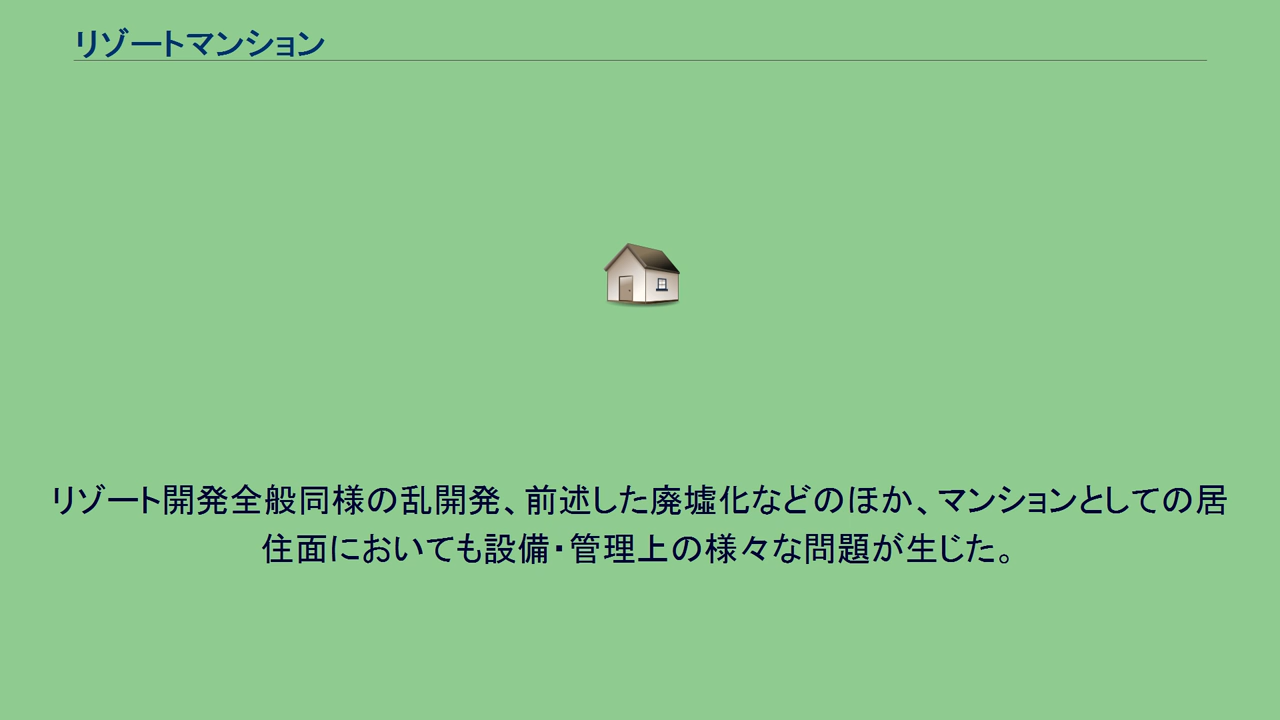 リゾートマンション
リゾート開発全般同様の乱開発、前述した廃墟化などのほか、マンションとしての居
住面においても設備・管理上の様々な問題が生じた。